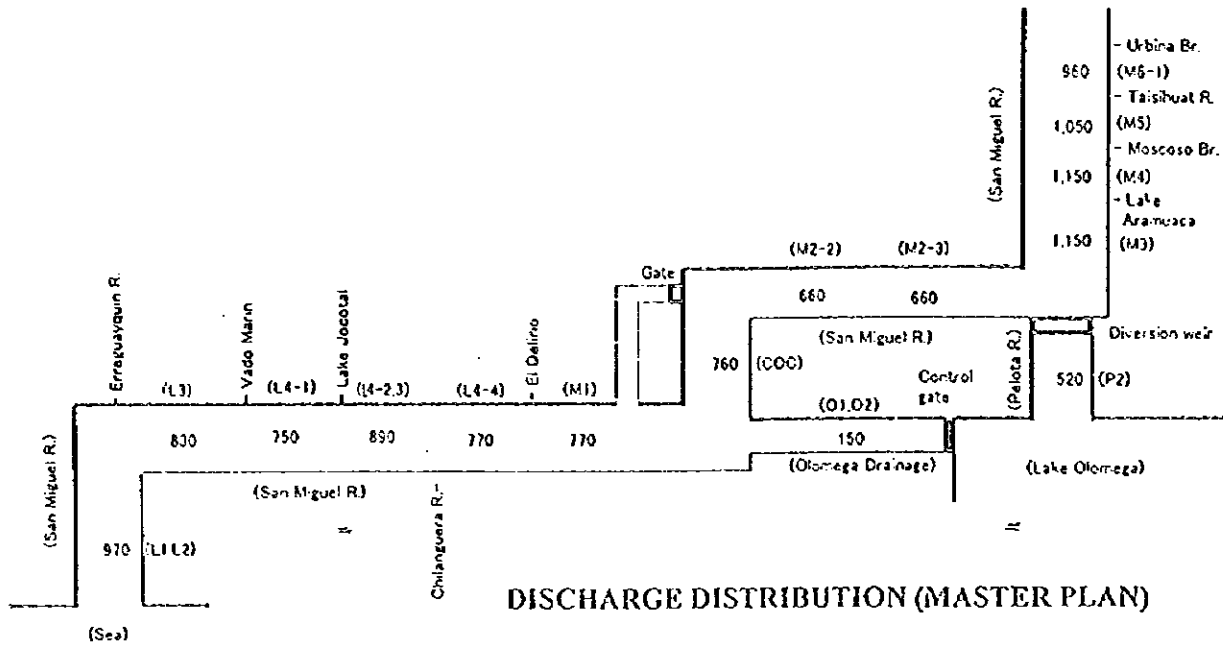 Urbina Br.
960 (M6-1)
Taisihuat R.
1,050 (M5)
Moscoso Br.
1,150 (M4)
Lake
Aramuaca
1,150 (M3)
(San Miguel R.)
(M2-2) (M2-3)
Gate
660 660
(San Miguel R.)
Diversion weir
(Pelota R.)
760 (COC)
Control
gate
520 (P2)
Erreguayquin R.
Vado Marin
Lake Jocotal
El Delirio
(L3) (L4-1) (L4-2,3) (L4-4) (M1)
(O1,O2)
830 750 890 770 770
150
(Olomega Drainage)
(Lake Olomega)
(San Miguel R.)
(San Miguel R.)
Chilanguera R.
970 (L1,L2)
DISCHARGE DISTRIBUTION (MASTER PLAN)
(Sea)